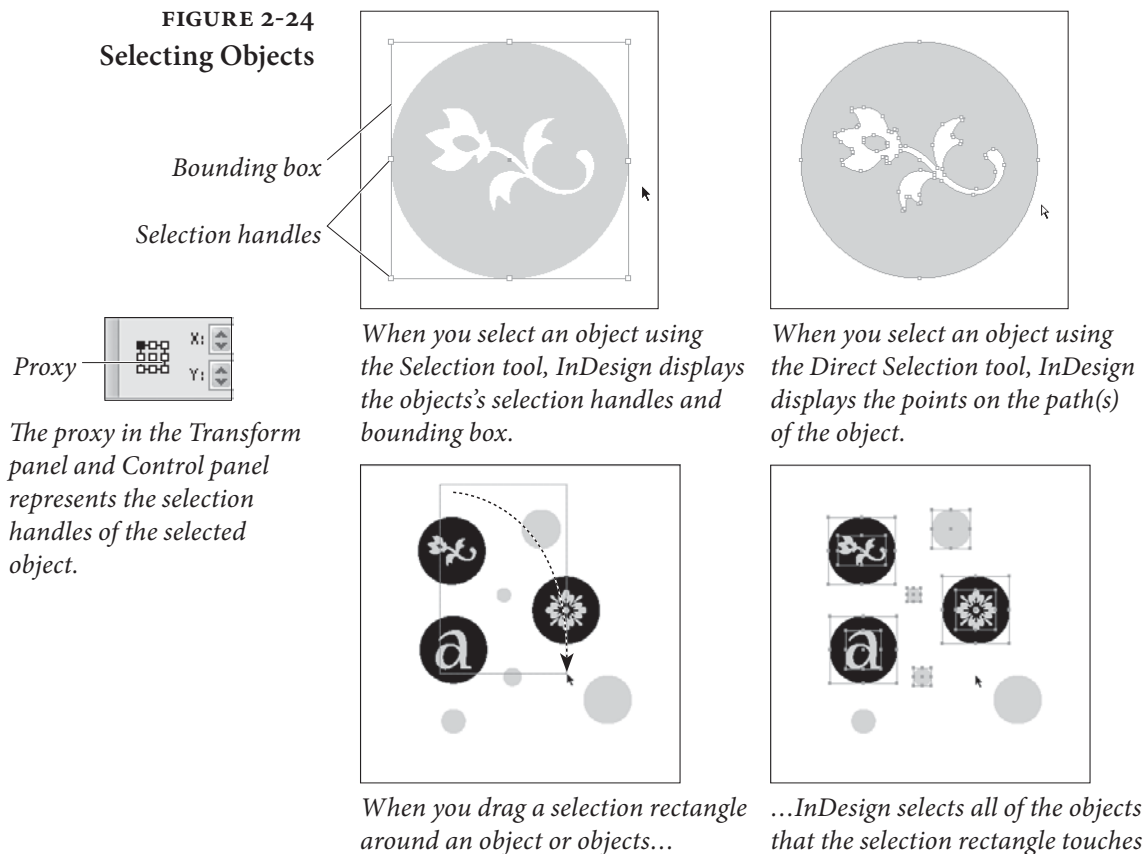 FIGURE 2-24
Selecting Objects
Bounding box
Selection handles
Proxy
X:
Y:
The proxy in the Transform
panel and Control panel
represents the selection
handles of the selected
object.
When you select an object using
the Selection tool, InDesign displays
the objects's selection handles and
bounding box.
When you select an object using
the Direct Selection tool, InDesign
displays the points on the path(s)
of the object.
a
a
When you drag a selection rectangle
around an object or objects…
…InDesign selects all of the objects
that the selection rectangle touches